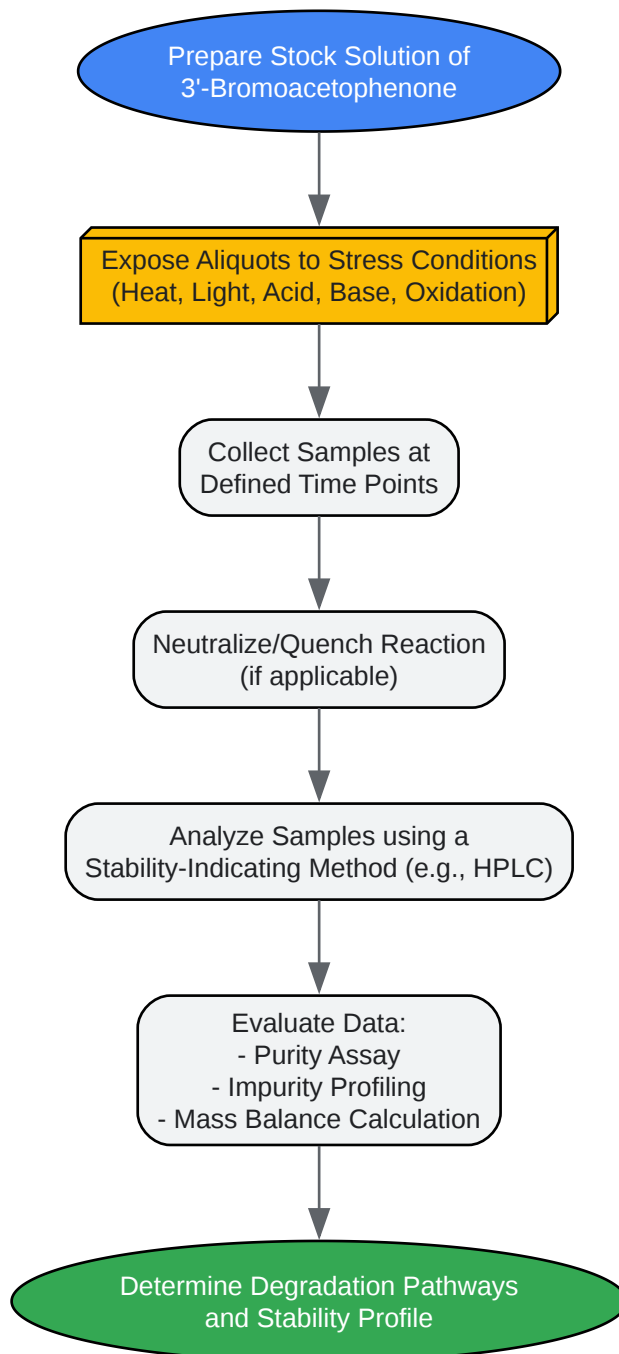 Prepare Stock Solution of
3'-Bromoacetophenone
Expose Aliquots to Stress Conditions
(Heat, Light, Acid, Base, Oxidation)
Collect Samples at
Defined Time Points
Neutralize/Quench Reaction
(if applicable)
Analyze Samples using a
Stability-Indicating Method (e.g., HPLC)
Evaluate Data:
- Purity Assay
- Impurity Profiling
- Mass Balance Calculation
Determine Degradation Pathways
and Stability Profile